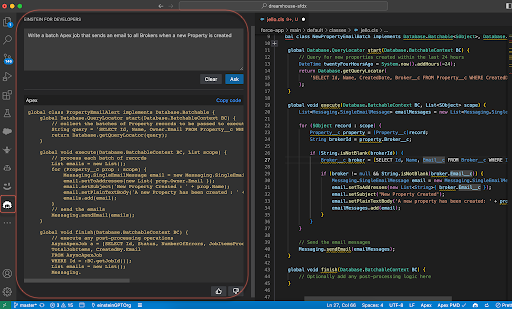 dreamhouse-sfdx
EINSTEIN FOR DEVELOPERS
Write a batch Apex job that sends an email to all Brokers when a new Property is created
Clear
Ask
Apex
Copy code
global class PropertyEmailAlert implements Database.Batchable {
global Database.QueryLocator start(Database.BatchableContext BC) {
// collect the batches of Property records to be passed to execute
String query = 'SELECT Id, Name, Owner.Email FROM Property__c WHERE
return Database.getQueryLocator(query);
}
global void execute(Database.BatchableContext BC, List scope) {
// process each batch of records
List emails = new List();
for (Property__c prop : scope) {
Messaging.SingleEmailMessage email = new Messaging.SingleEmail
email.setToAddresses(new List{ prop.Owner.Email });
email.setSubject('New Property Created : ' + prop.Name);
email.setPlainTextBody('A new Property has been created : ' +
emails.add(email);
}
// send the emails
Messaging.sendEmail(emails);
}
global void finish(Database.BatchableContext BC) {
// execute any post-processing operations
AsyncApexJob a = [SELECT Id, Status, NumberOfErrors, JobItemsProc
TotalJobItems, CreatedBy.Email
FROM AsyncApexJob
WHERE Id = :BC.getJobId()];
List emails = new List();
Messaging.
jello.cls 9+, M
force-app > main > default > classes > jello.cls
class NewPropertyEmailBatch implements Database.Batchable<sObject>, Database.
global Database.QueryLocator start(Database.BatchableContext BC) {
// Query for new properties created within the last 24 hours
DateTime twentyFourHoursAgo = System.now().addHours(-24);
return Database.getQueryLocator(
'SELECT Id, Name, CreatedDate, Broker__c FROM Property__c WHERE Created
);
}
global void execute(Database.BatchableContext BC, List<SObject> scope) {
List<Messaging.SingleEmailMessage> emailMessages = new List<Messaging.Single
for (SObject record : scope) {
Property__c property = (Property__c)record;
String brokerId = property.Broker__c;
if (String.isNotBlank(brokerId)) {
Broker__c broker = [SELECT Id, Name, Email__c FROM Broker__c WHERE
if (broker != null && String.isNotBlank(broker.Email__c)) {
Messaging.SingleEmailMessage email = new Messaging.SingleEmailM
email.setToAddresses(new List<String>{ broker.Email__c });
email.setSubject('New Property Created');
email.setPlainTextBody('A new property has been created: ' + pro
emailMessages.add(email);
}
}
}
// Send the email messages
Messaging.sendEmail(emailMessages);
}
global void finish(Database.BatchableContext BC) {
// Optionally add any post-processing logic here
}
master*
einsteinGPTOrg
Ln 27, Col 68
Spaces: 4
UTF-8
LF
Apex
Apex PMD
Prettier